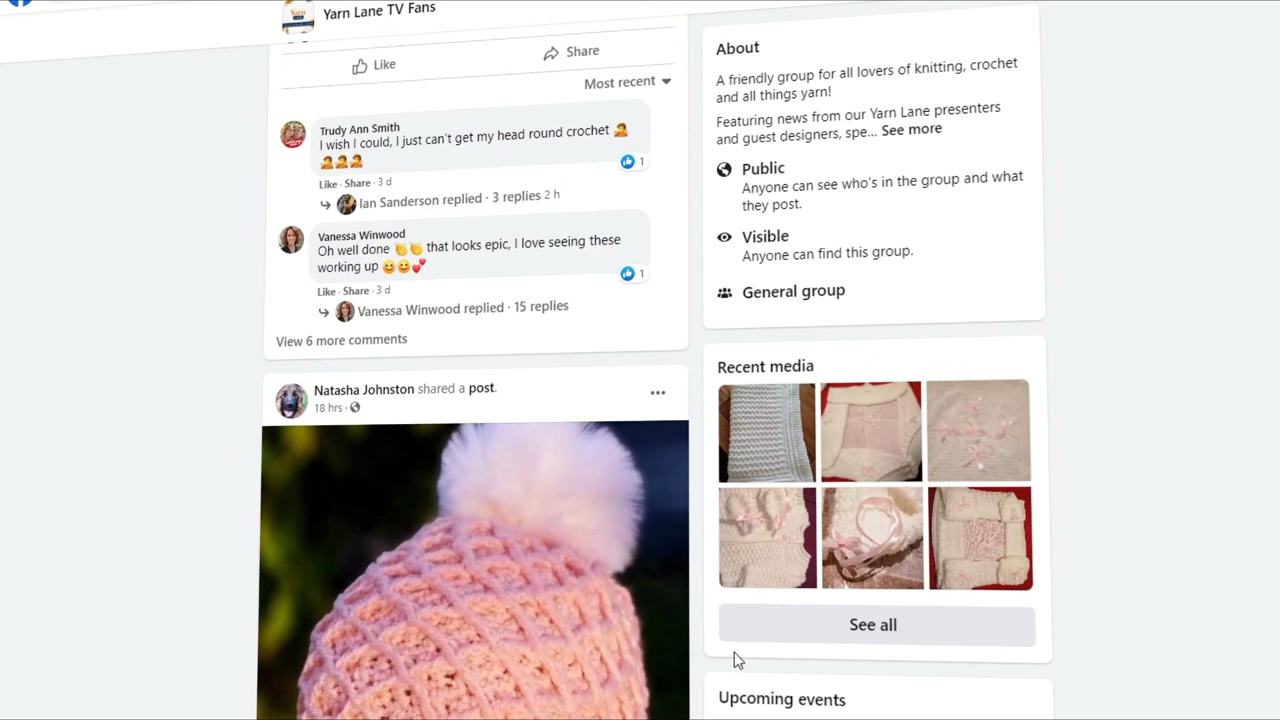 Yarn Lane TV Fans
Like
Share
Most recent
Trudy Ann Smith
I wish I could, I just can't get my head round crochet 🙇
🙇🙇🙇
1
Like · Share · 3 d
Ian Sanderson replied · 3 replies 2 h
Vanessa Winwood
Oh well done 👏👏 that looks epic, I love seeing these
working up 😊😊💕
1
Like · Share · 3 d
Vanessa Winwood replied · 15 replies
View 6 more comments
Natasha Johnston shared a post.
18 hrs ·
About
A friendly group for all lovers of knitting, crochet
and all things yarn!
Featuring news from our Yarn Lane presenters
and guest designers, spe... See more
Public
Anyone can see who's in the group and what
they post.
Visible
Anyone can find this group.
General group
Recent media
See all
Upcoming events